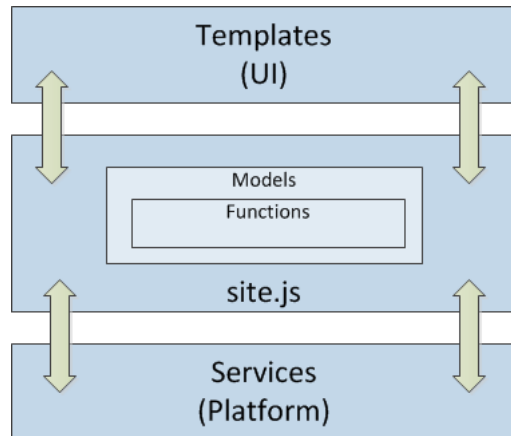 Templates
(UI)
Models
Functions
site.js
Services
(Platform)